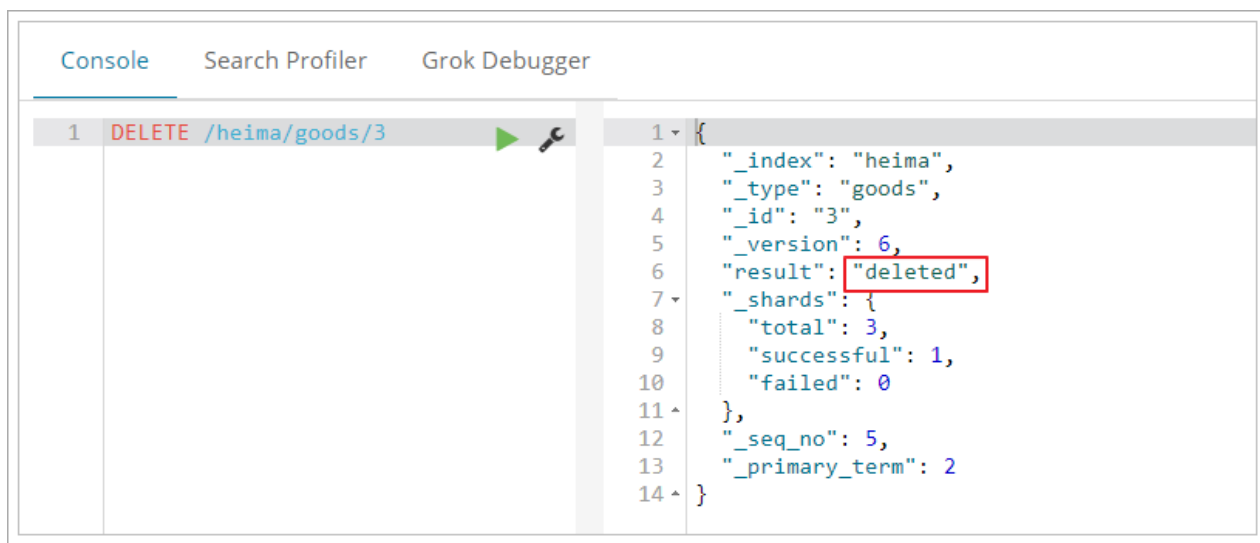 Console Search Profiler Grok Debugger
1 DELETE /heima/goods/3
1 {
2 "_index": "heima",
3 "_type": "goods",
4 "_id": "3",
5 "_version": 6,
6 "result": "deleted",
7 "_shards": {
8 "total": 3,
9 "successful": 1,
10 "failed": 0
11 },
12 "_seq_no": 5,
13 "_primary_term": 2
14 }